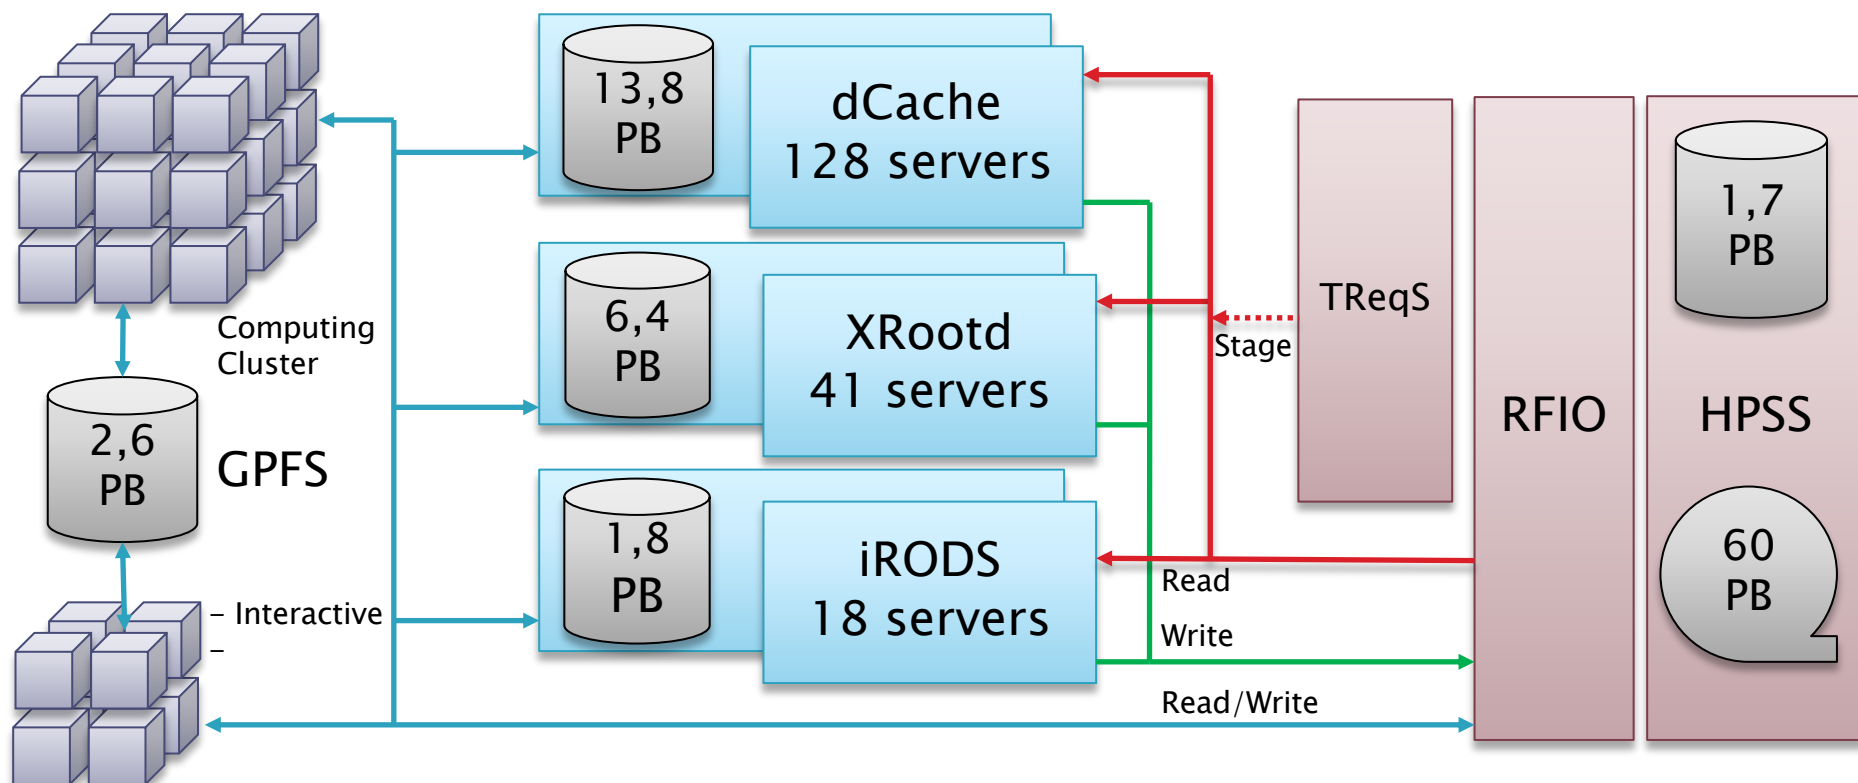 13,8
PB
dCache
128 servers
Computing
Cluster
2,6
PB
GPFS
6,4
PB
XRootd
41 servers
1,8
PB
iRODS
18 servers
- Interactive
-
TReqS
Stage
Read
Write
Read/Write
RFIO
1,7
PB
HPSS
60
PB